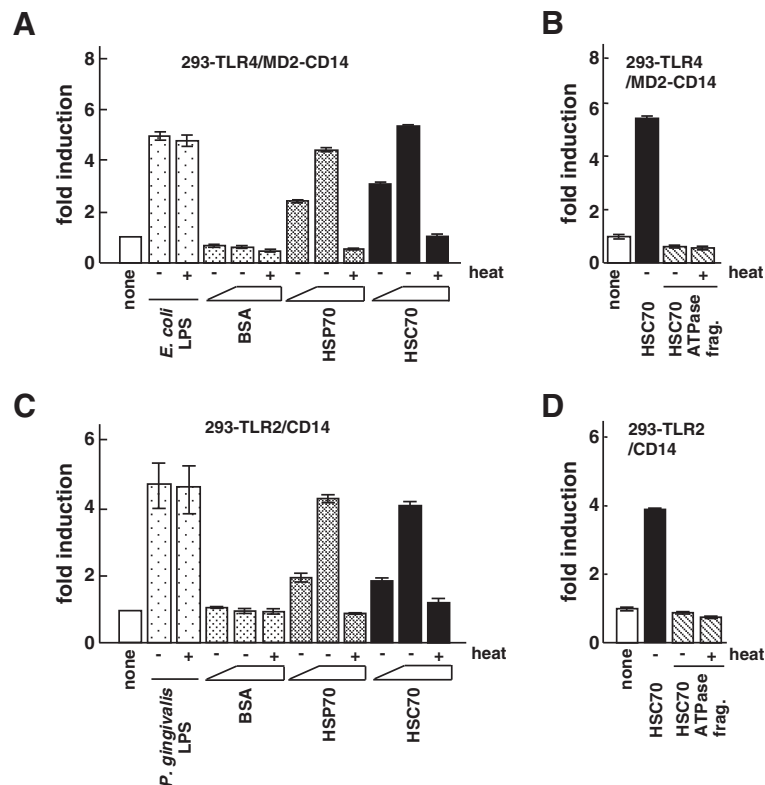 A
293-TLR4/MD2-CD14
fold induction
8
6
4
2
0
- + - - + - - + - - + heat
none
E. coli
LPS
BSA
HSP70
HSC70
B
293-TLR4
/MD2-CD14
fold induction
8
6
4
2
0
- - +
none
HSC70
HSC70
ATPase
frag.
C
293-TLR2/CD14
fold induction
6
4
2
0
- + - - + - - + - - + heat
none
P. gingivalis
LPS
BSA
HSP70
HSC70
D
293-TLR2
/CD14
fold induction
6
4
2
0
- - + heat
none
HSC70
HSC70
ATPase
frag.